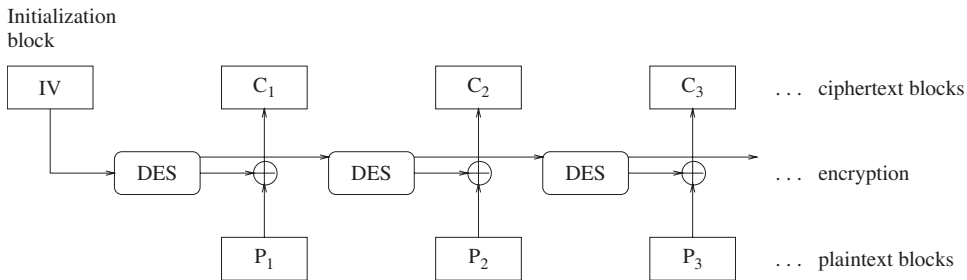 Initialization
block
IV C₁ C₂ C₃ . . . ciphertext blocks
DES DES DES . . . encryption
P₁ P₂ P₃ . . . plaintext blocks